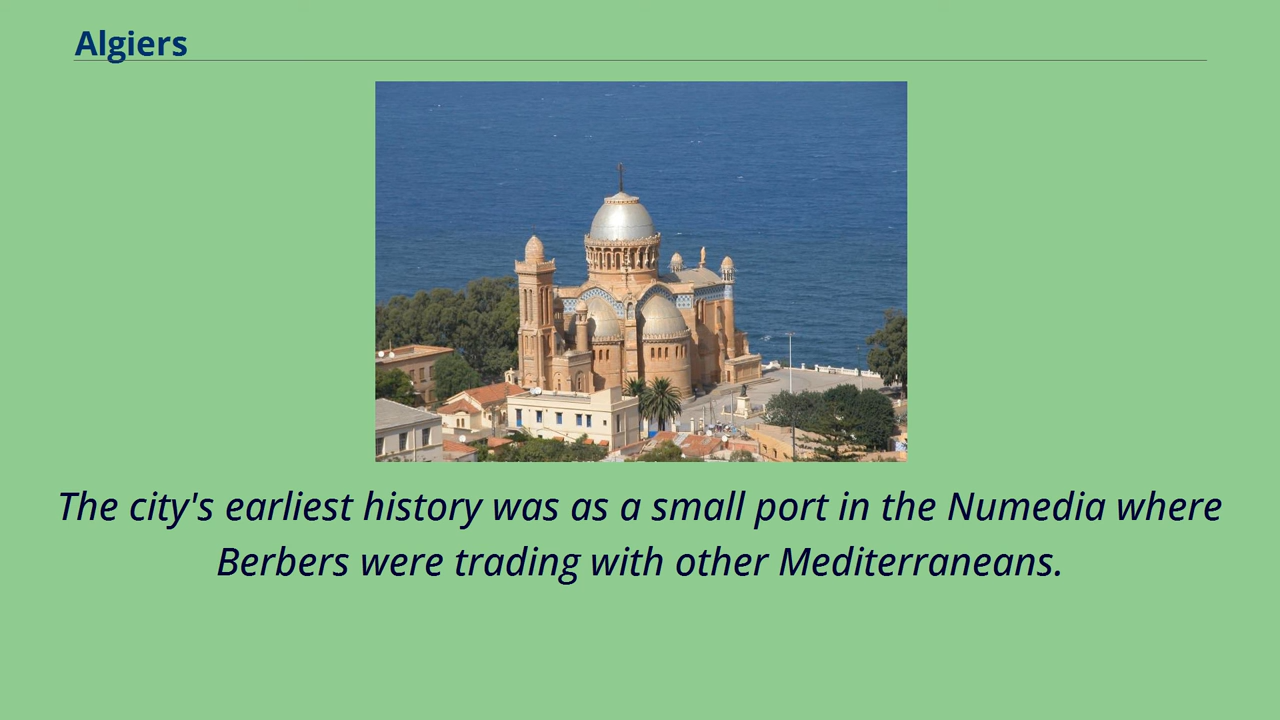 Algiers
The city's earliest history was as a small port in the Numedia where
Berbers were trading with other Mediterraneans.